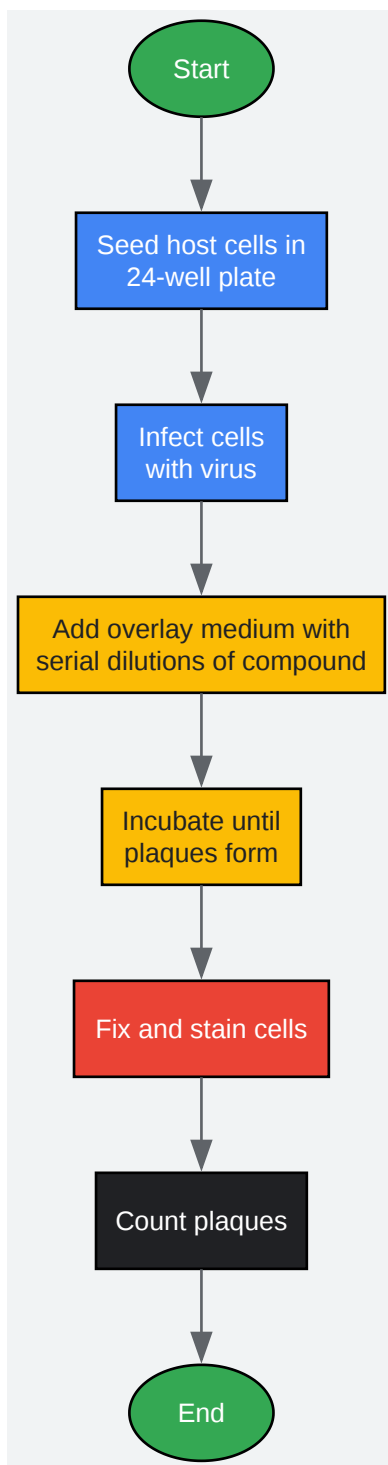 Start
Seed host cells in
24-well plate
Infect cells
with virus
Add overlay medium with
serial dilutions of compound
Incubate until
plaques form
Fix and stain cells
Count plaques
End